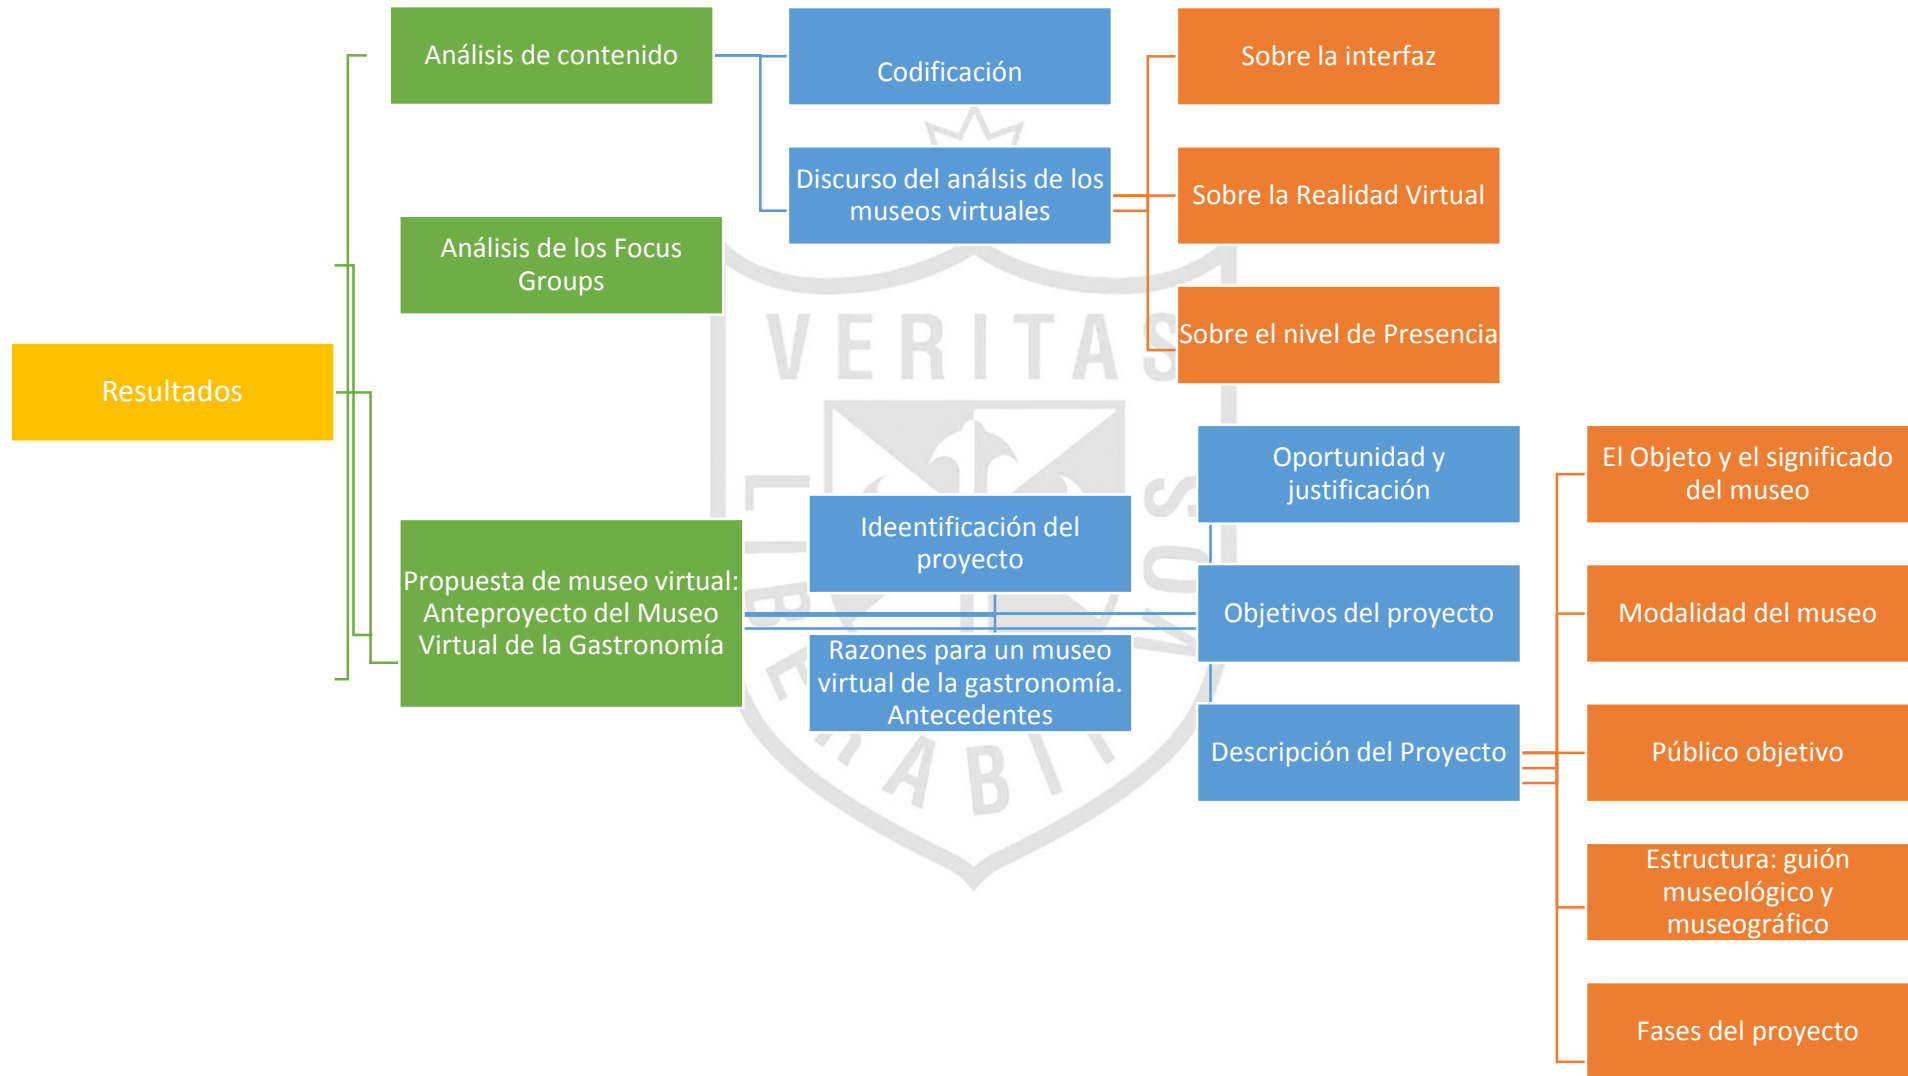 Resultados
Análisis de contenido
Codificación
Discurso del análsis de los
museos virtuales
Sobre la interfaz
Sobre la Realidad Virtual
Sobre el nivel de Presencia
Análisis de los Focus
Groups
Propuesta de museo virtual:
Anteproyecto del Museo
Virtual de la Gastronomía
Ideentificación del
proyecto
Razones para un museo
virtual de la gastronomía.
Antecedentes
Oportunidad y
justificación
Objetivos del proyecto
Descripción del Proyecto
El Objeto y el significado
del museo
Modalidad del museo
Público objetivo
Estructura: guión
museológico y
museográfico
Fases del proyecto
VERITAS